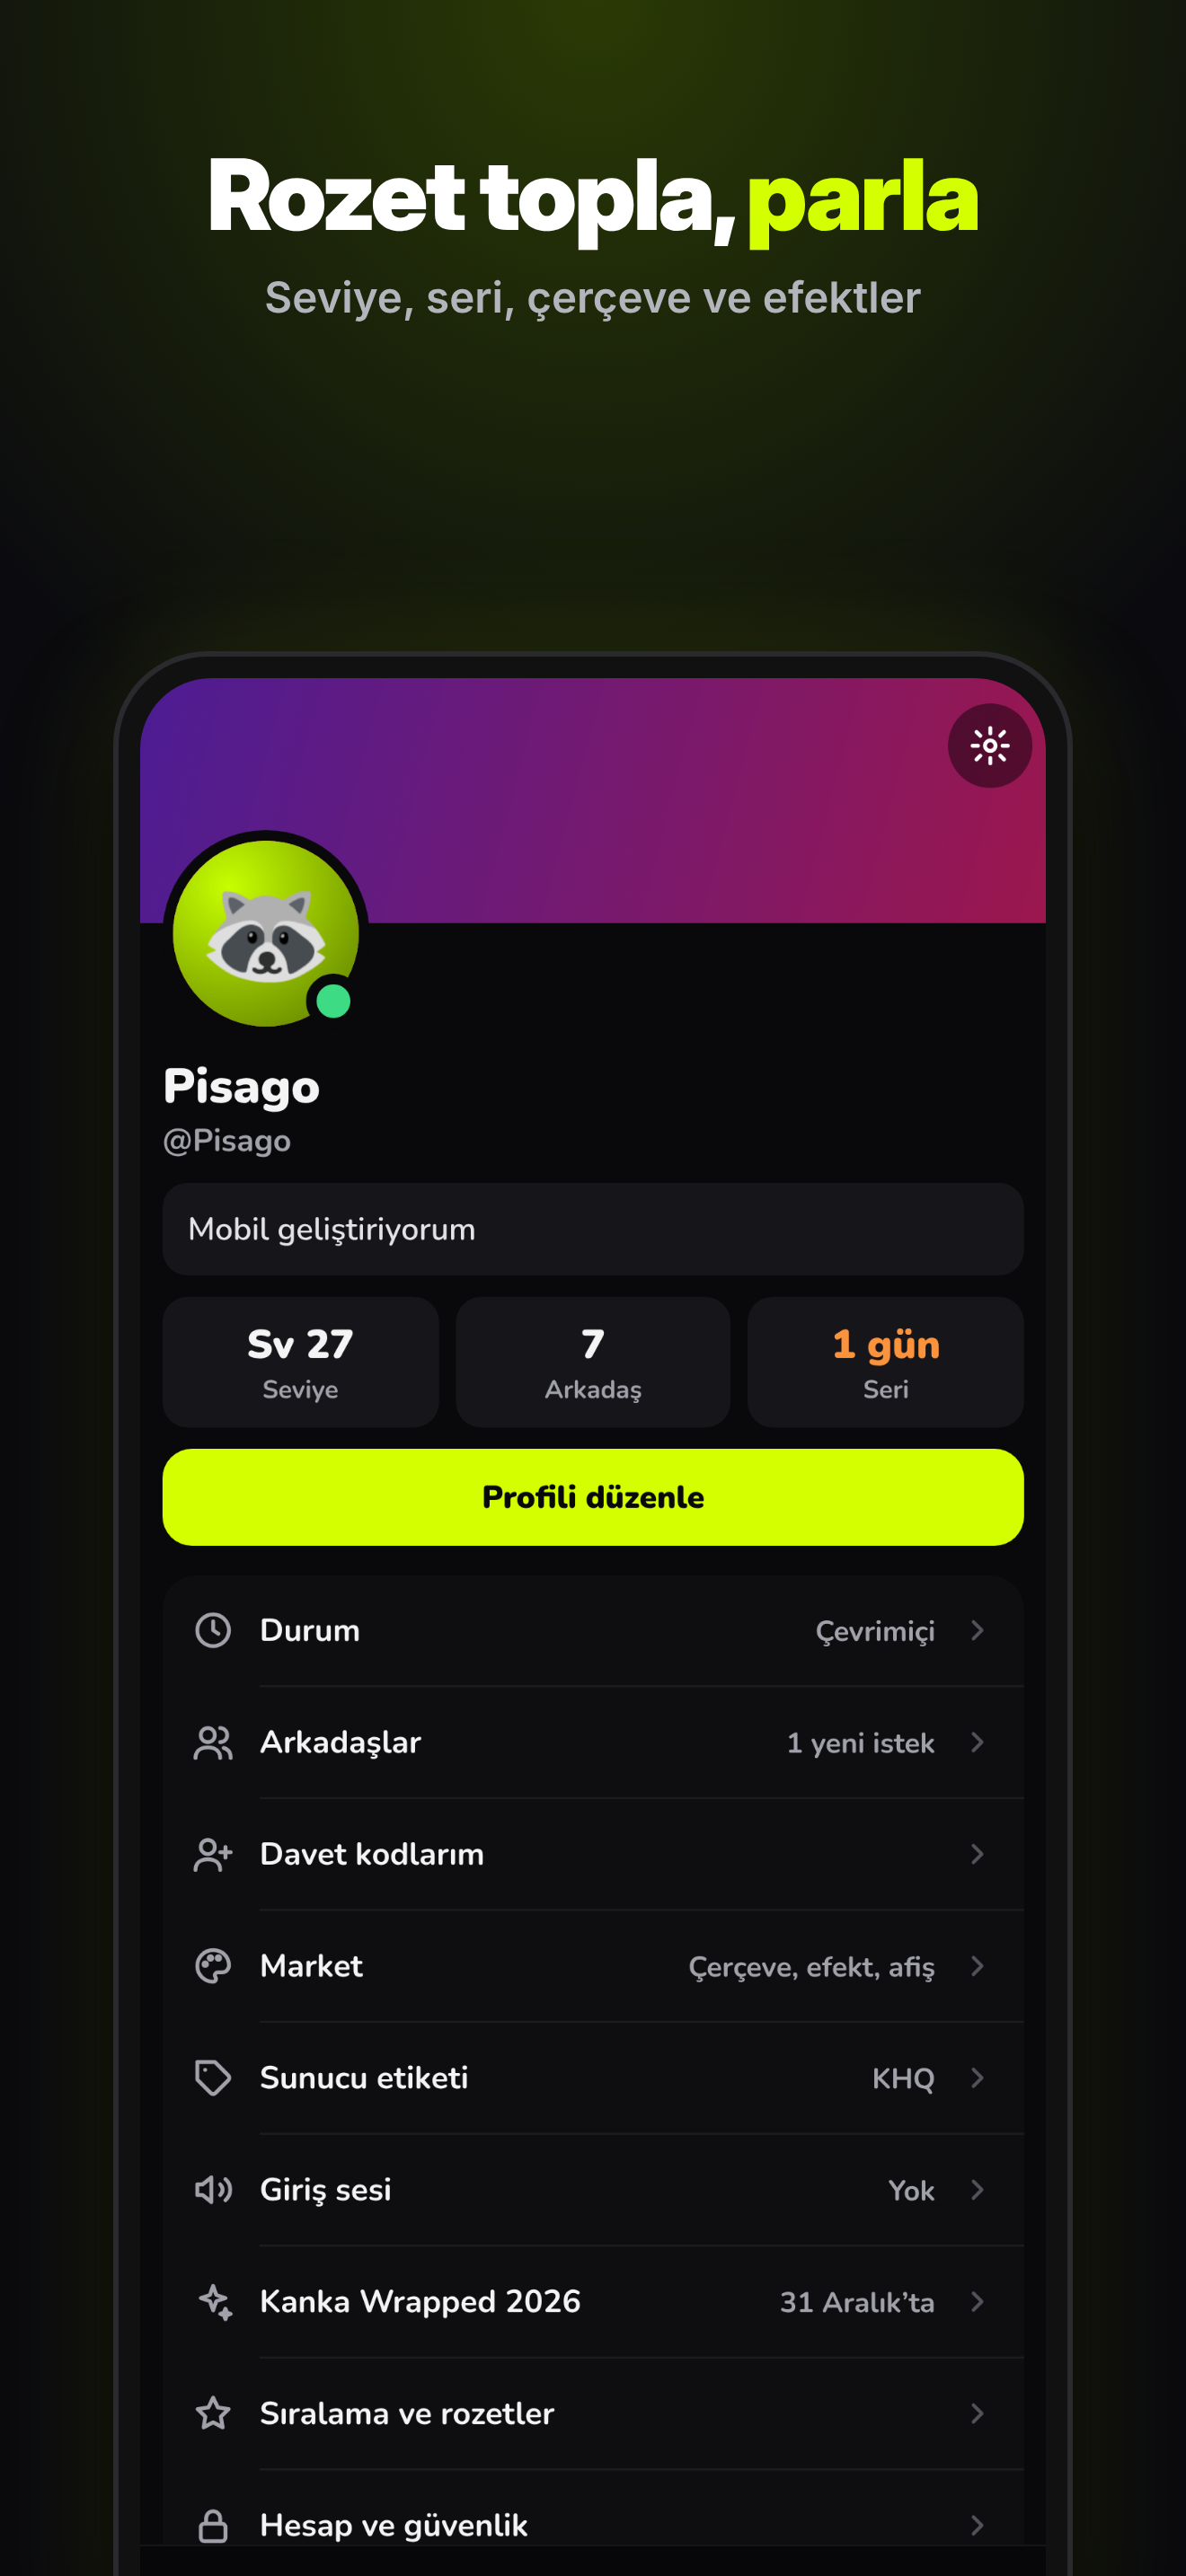 Rozet topla, parla
Seviye, seri, çerçeve ve efektler
Pisago
@Pisago
Mobil geliştiriyorum
Sv 27
Seviye
7
Arkadaş
1 gün
Seri
Profili düzenle
Durum Çevrimiçi
Arkadaşlar 1 yeni istek
Davet kodlarım
Market Çerçeve, efekt, afiş
Sunucu etiketi KHQ
Giriş sesi Yok
Kanka Wrapped 2026 31 Aralık’ta
Sıralama ve rozetler
Hesap ve güvenlik